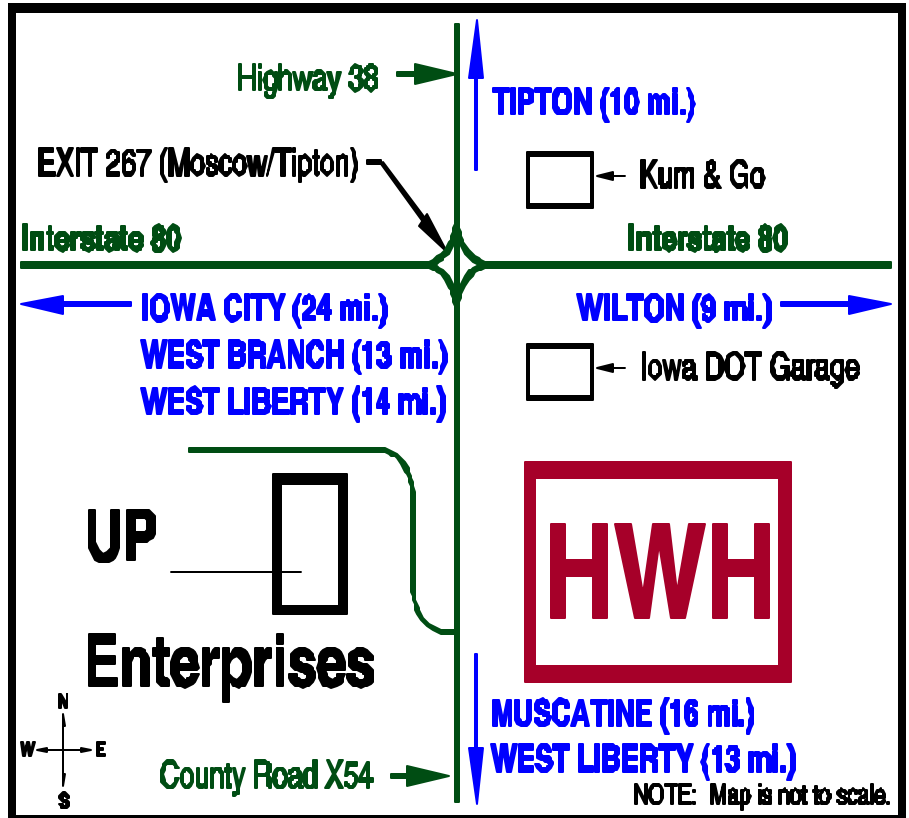 Highway 38
TIPTON (10 mi.)
EXIT 267 (Moscow/Tipton)
Kum & Go
Interstate 80
Interstate 80
IOWA CITY (24 mi.)
WILTON (9 mi.)
WEST BRANCH (13 mi.)
Iowa DOT Garage
WEST LIBERTY (14 mi.)
UP
HWH
Enterprises
N
W E
S
MUSCATINE (16 mi.)
WEST LIBERTY (13 mi.)
County Road X54
NOTE: Map is not to scale.